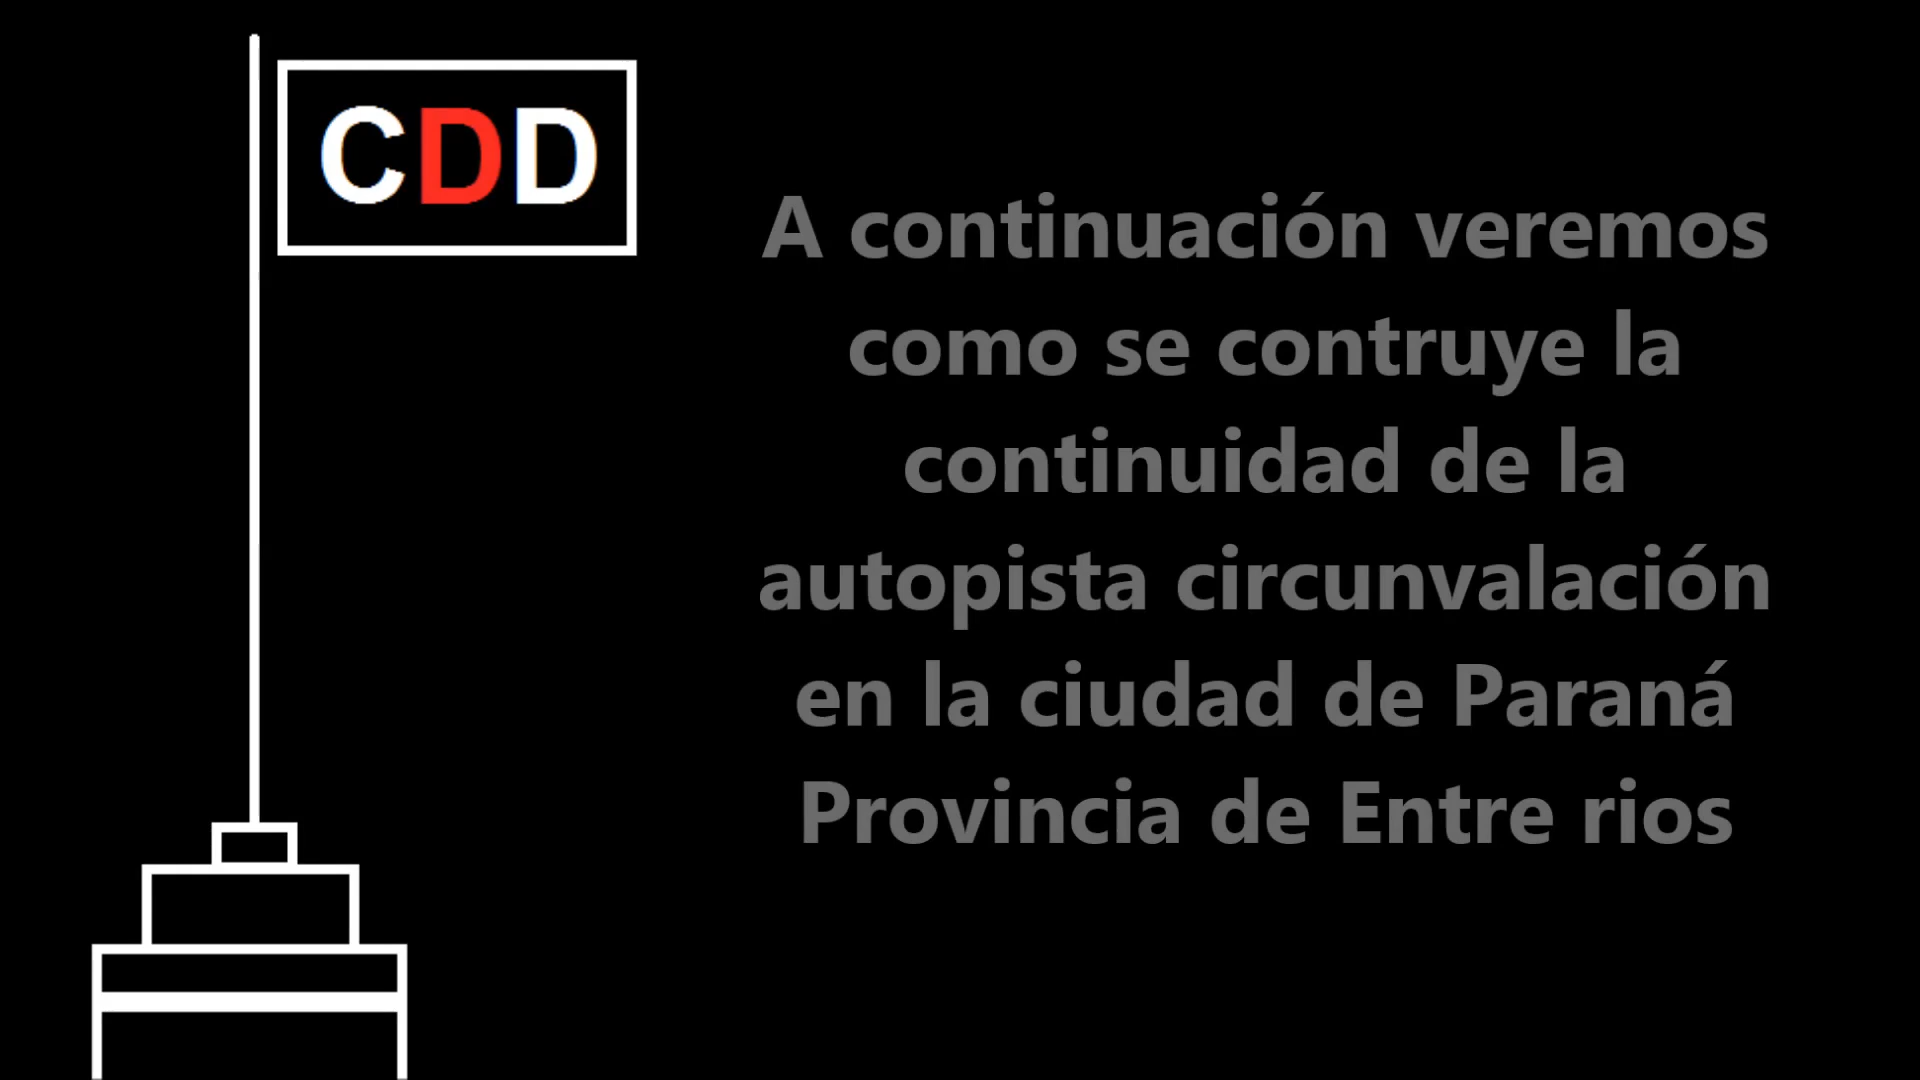 CDD
A continuación veremos
como se contruye la
continuidad de la
autopista circunvalación
en la ciudad de Paraná
Provincia de Entre rios